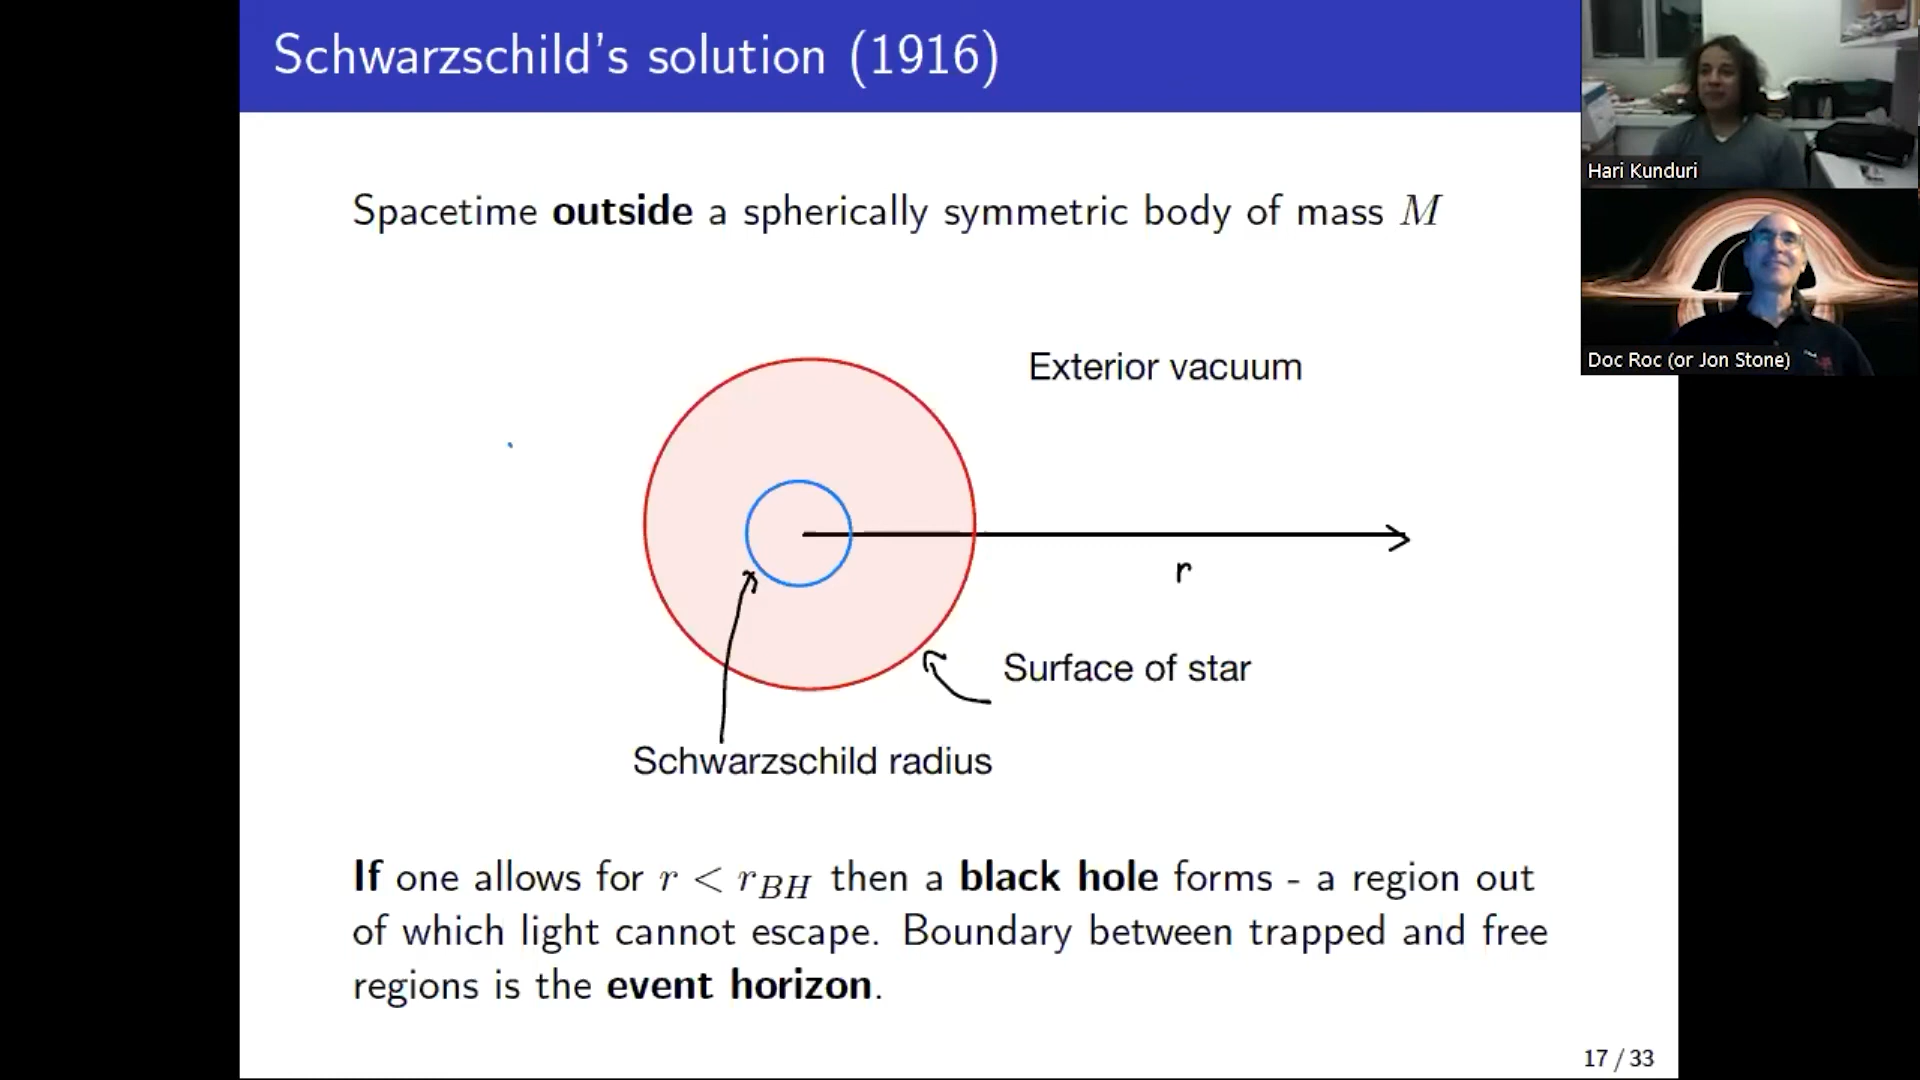 Schwarzschild's solution (1916)
Hari Kunduri
Doc Roc (or Jon Stone)
Spacetime outside a spherically symmetric body of mass M
Exterior vacuum
r
Surface of star
Schwarzschild radius
If one allows for r < r_{BH} then a black hole forms - a region out
of which light cannot escape. Boundary between trapped and free
regions is the event horizon.
17 / 33